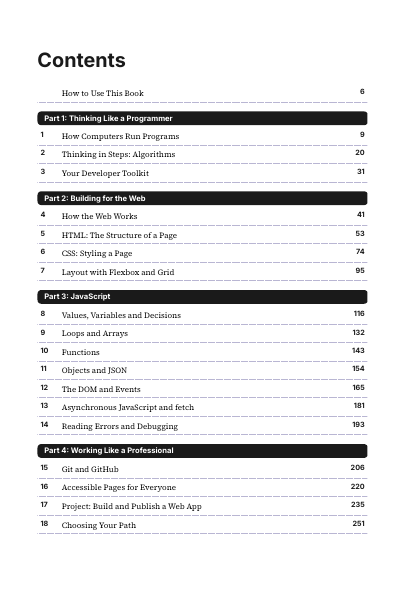 Contents
How to Use This Book 6
Part 1: Thinking Like a Programmer
1 How Computers Run Programs 9
2 Thinking in Steps: Algorithms 20
3 Your Developer Toolkit 31
Part 2: Building for the Web
4 How the Web Works 41
5 HTML: The Structure of a Page 53
6 CSS: Styling a Page 74
7 Layout with Flexbox and Grid 95
Part 3: JavaScript
8 Values, Variables and Decisions 116
9 Loops and Arrays 132
10 Functions 143
11 Objects and JSON 154
12 The DOM and Events 165
13 Asynchronous JavaScript and fetch 181
14 Reading Errors and Debugging 193
Part 4: Working Like a Professional
15 Git and GitHub 206
16 Accessible Pages for Everyone 220
17 Project: Build and Publish a Web App 235
18 Choosing Your Path 251